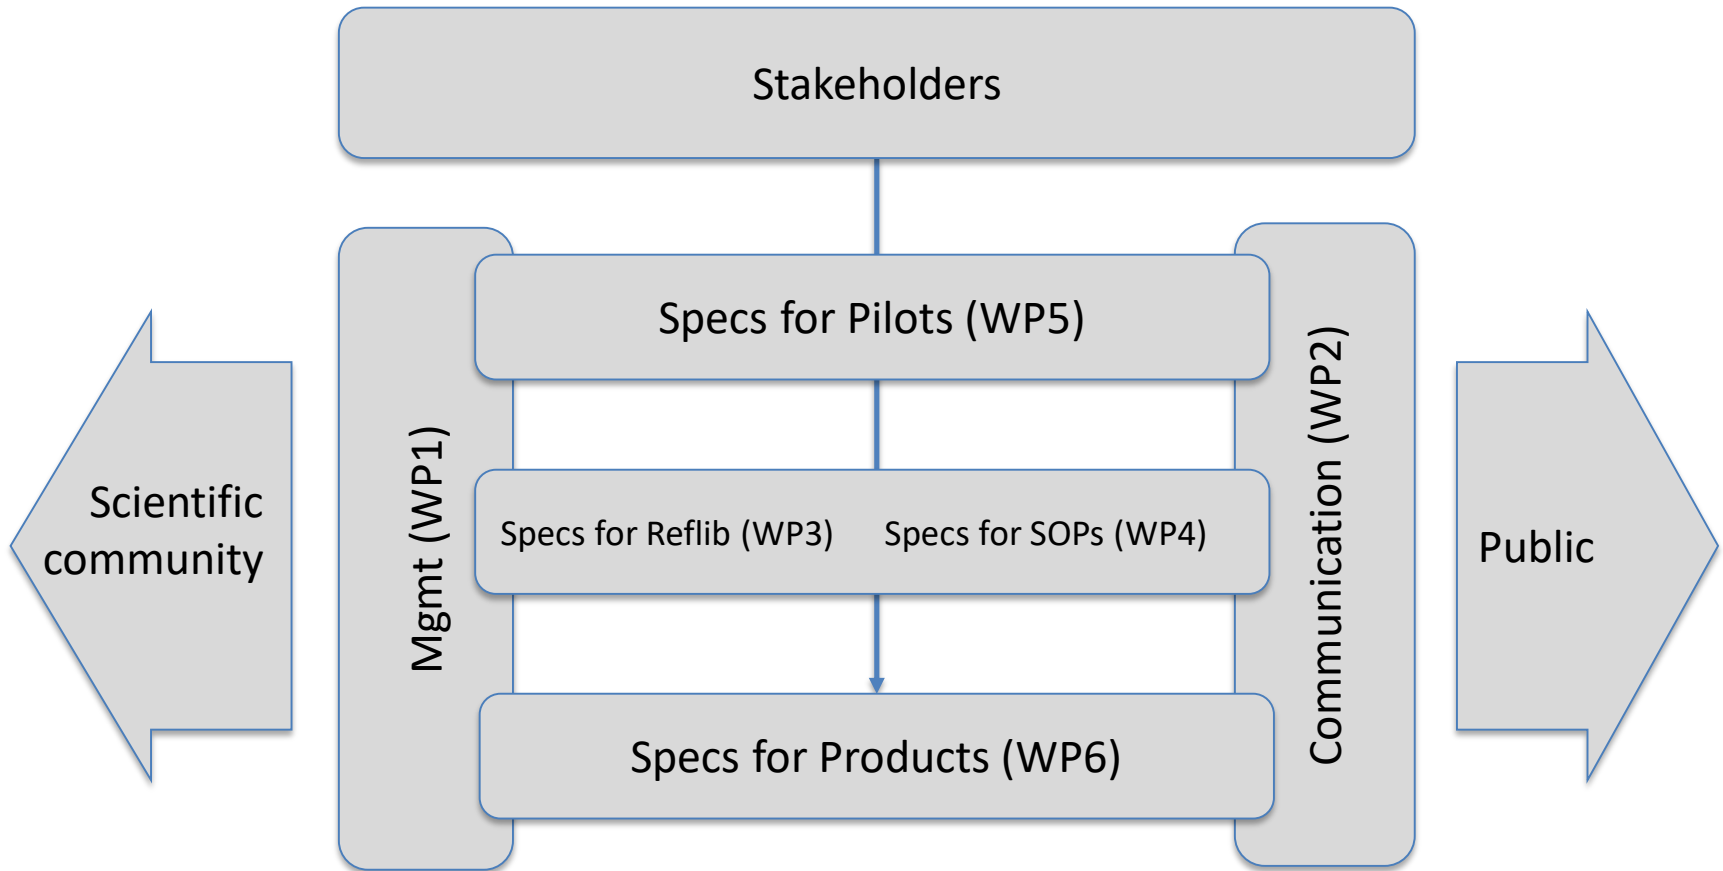 Stakeholders
Specs for Pilots (WP5)
Mgmt (WP1)
Communication (WP2)
Scientific
community
Specs for Reflib (WP3)
Specs for SOPs (WP4)
Public
Specs for Products (WP6)